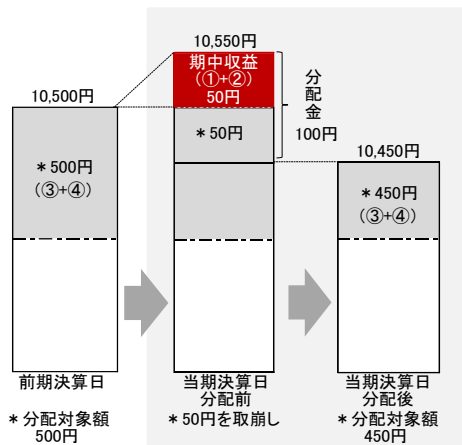 10,500円
＊500円
（③+④）
前期決算日
＊分配対象額
500円
10,550円
期中収益
（①+②）
50円
＊50円
分配金
100円
当期決算日
分配前
＊50円を取崩し
10,450円
＊450円
（③+④）
当期決算日
分配後
＊分配対象額
450円